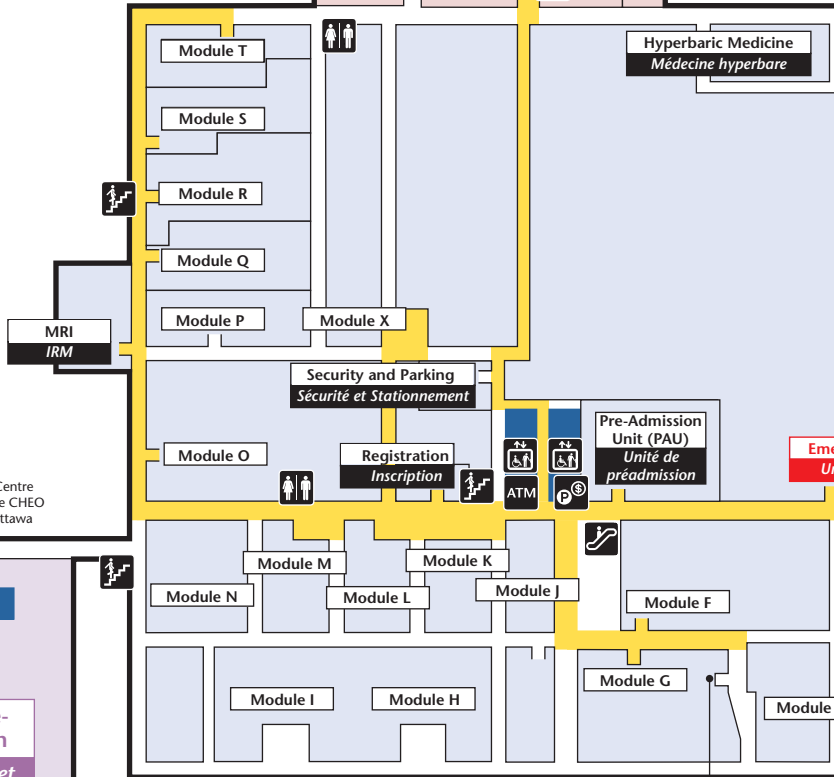 Module T
Hyperbaric Medicine
Médecine hyperbare
Module S
Module R
Module Q
Module P
Module X
MRI
IRM
Security and Parking
Sécurité et Stationnement
Pre-Admission
Unit (PAU)
Unité de
préadmission
Module O
Registration
Inscription
ATM
P $
Centre
CHEO
ttawa
Module M
Module K
Module N
Module L
Module J
Module F
Module G
Module I
Module H
Module